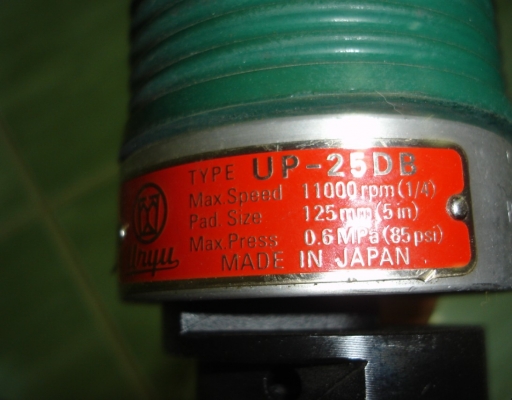 TYPE UP-25DB
Max.Speed 11000rpm(1/4)
Pad. Size 125mm(5in)
Max.Press 0.6MPa(85psi)
MADE IN JAPAN